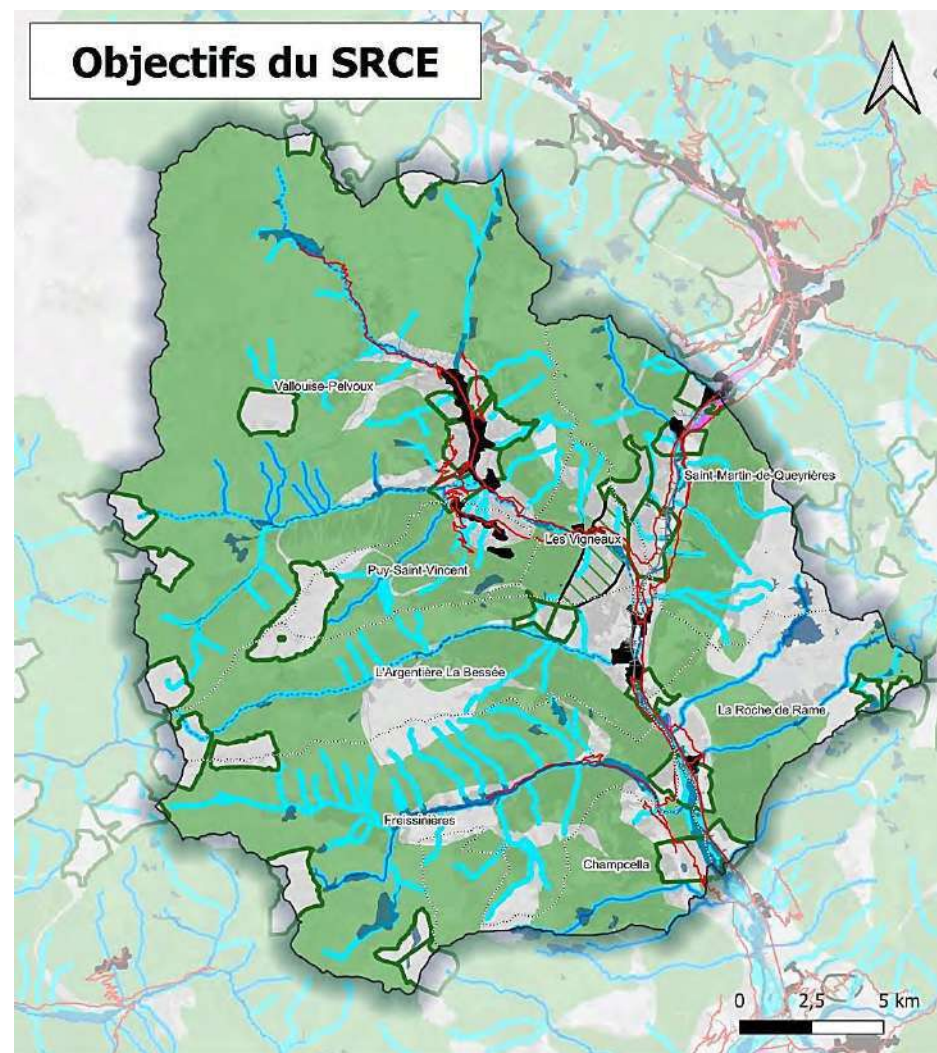 Objectifs du SRCE
Vallouise-Pelvoux
Saint-Martin-de-Queyrières
Les Vigneaux
Puy-Saint-Vincent
L'Argentière La Bessée
La Roche de Rame
Freissinières
Champcella
0 2,5 5 km